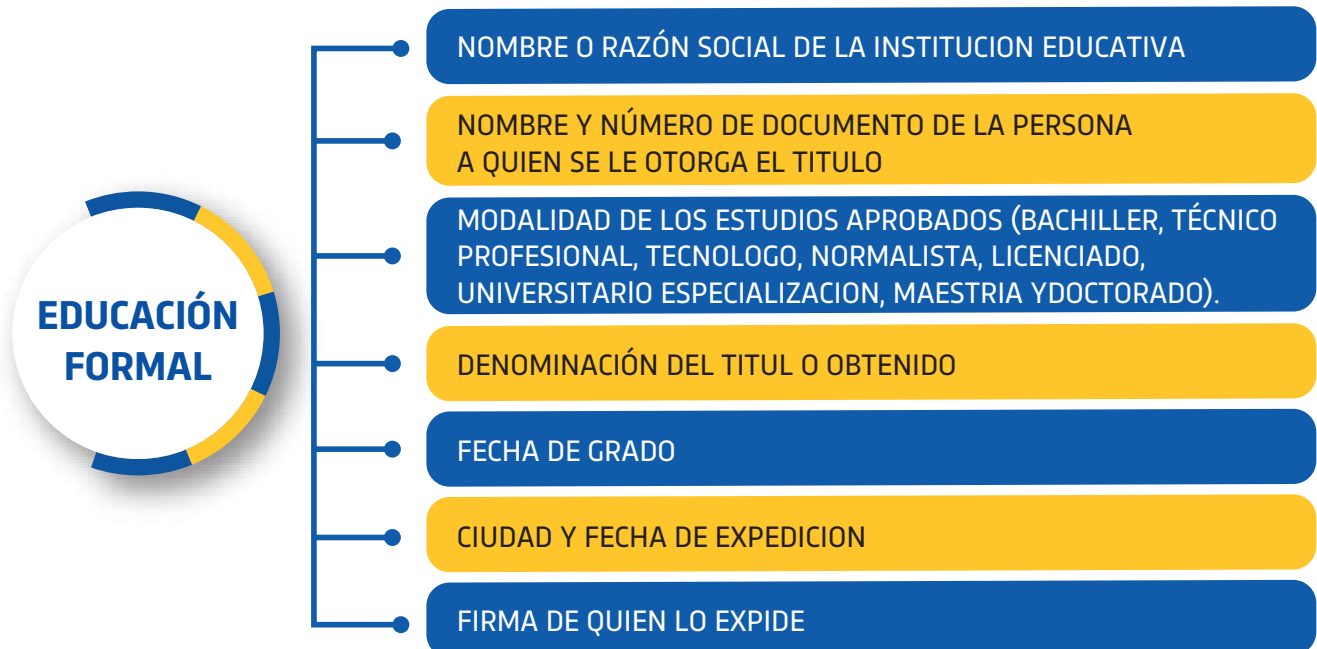 EDUCACIÓN
FORMAL
NOMBRE O RAZÓN SOCIAL DE LA INSTITUCION EDUCATIVA
NOMBRE Y NÚMERO DE DOCUMENTO DE LA PERSONA
A QUIEN SE LE OTORGA EL TITULO
MODALIDAD DE LOS ESTUDIOS APROBADOS (BACHILLER, TÉCNICO
PROFESIONAL, TECNOLOGO, NORMALISTA, LICENCIADO,
UNIVERSITARlO ESPECIALIZACION, MAESTRIA YDOCTORADO).
DENOMINACIÓN DEL TITUL O OBTENIDO
FECHA DE GRADO
CIUDAD Y FECHA DE EXPEDICION
FIRMA DE QUIEN LO EXPIDE